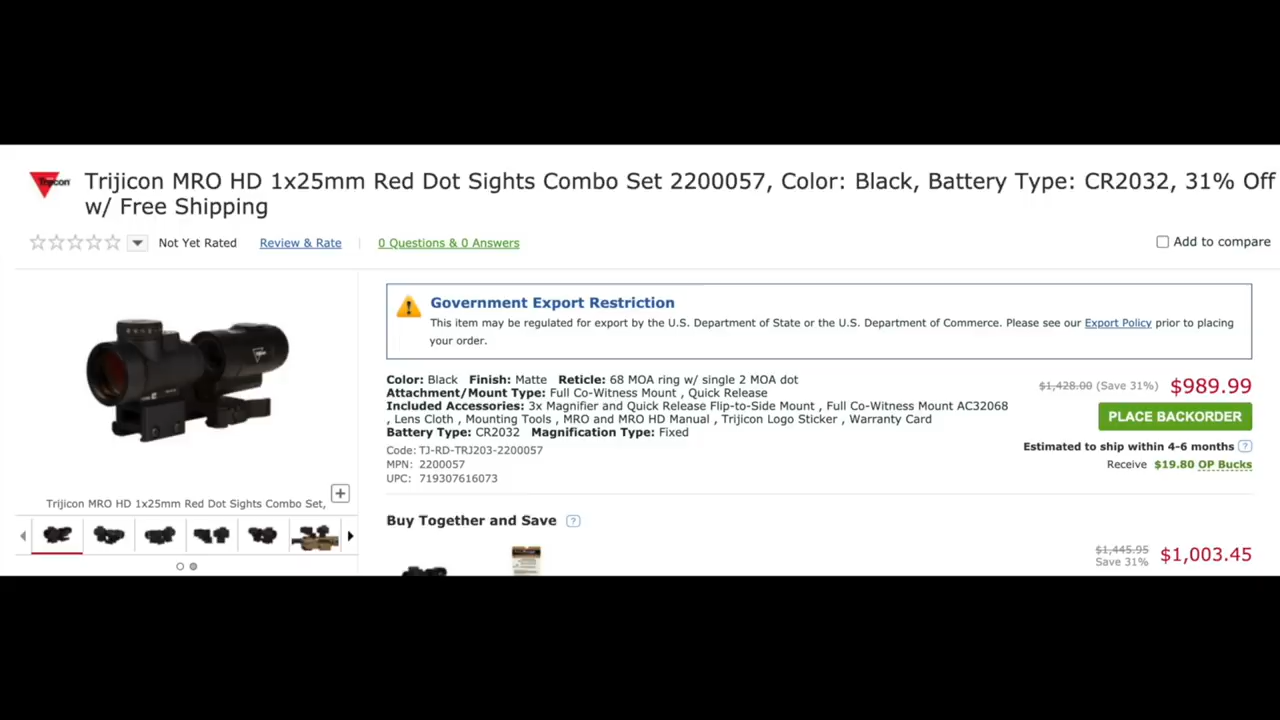 Trijicon
Trijicon MRO HD 1x25mm Red Dot Sights Combo Set 2200057, Color: Black, Battery Type: CR2032, 31% Off
w/ Free Shipping
Not Yet Rated Review & Rate 0 Questions & 0 Answers Add to compare
Government Export Restriction
This item may be regulated for export by the U.S. Department of State or the U.S. Department of Commerce. Please see our Export Policy prior to placing
your order.
Color: Black Finish: Matte Reticle: 68 MOA ring w/ single 2 MOA dot
Attachment/Mount Type: Full Co-Witness Mount , Quick Release
Included Accessories: 3x Magnifier and Quick Release Flip-to-Side Mount , Full Co-Witness Mount AC32068
, Lens Cloth , Mounting Tools , MRO and MRO HD Manual , Trijicon Logo Sticker , Warranty Card
Battery Type: CR2032 Magnification Type: Fixed
Code: TJ-RD-TRJ203-2200057
MPN: 2200057
UPC: 719307616073
$1,428.00 (Save 31%) $989.99
PLACE BACKORDER
Estimated to ship within 4-6 months ?
Receive $19.80 OP Bucks
Trijicon MRO HD 1x25mm Red Dot Sights Combo Set,
Buy Together and Save ?
$1,445.95
Save 31%
$1,003.45